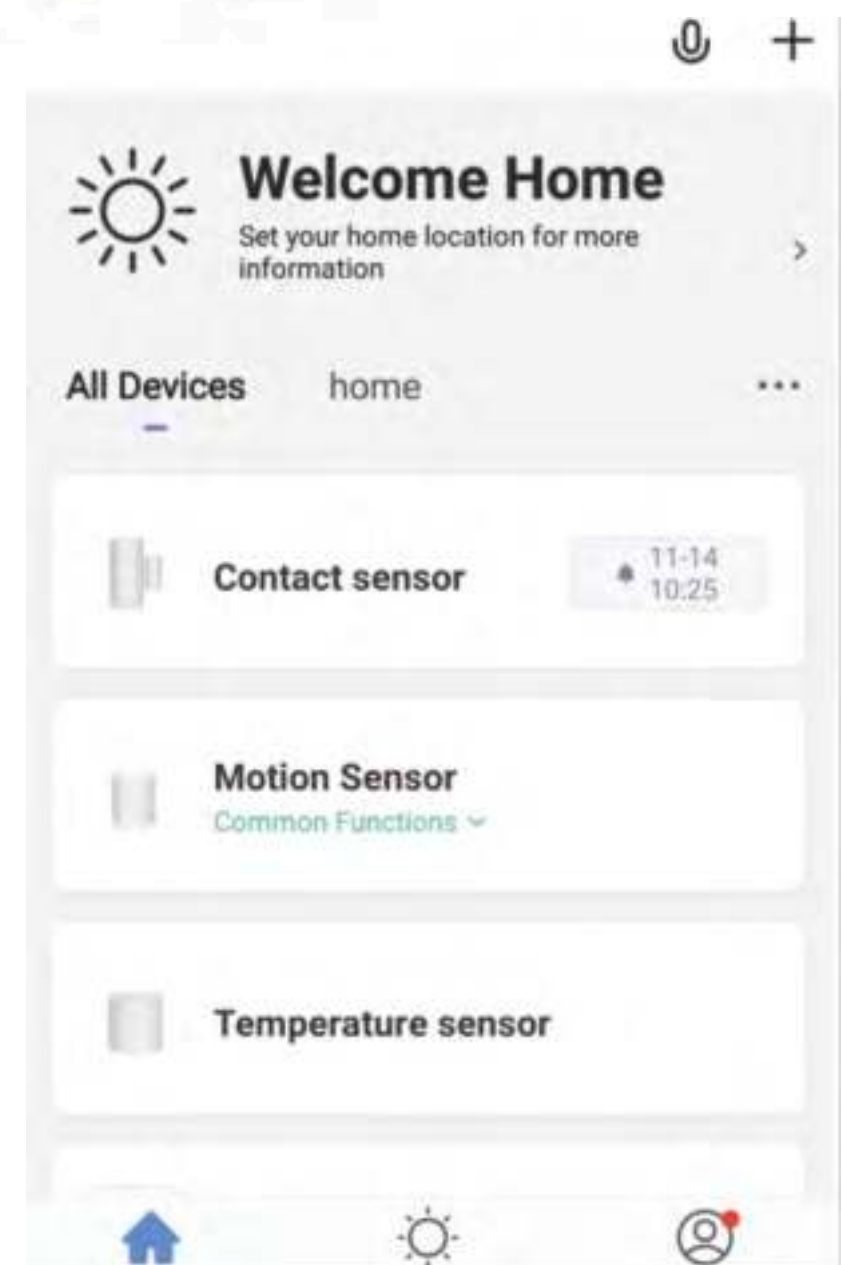 Welcome Home
Set your home location for more
information
All Devices
home
Contact sensor
11-14
10:25
Motion Sensor
Common Functions
Temperature sensor